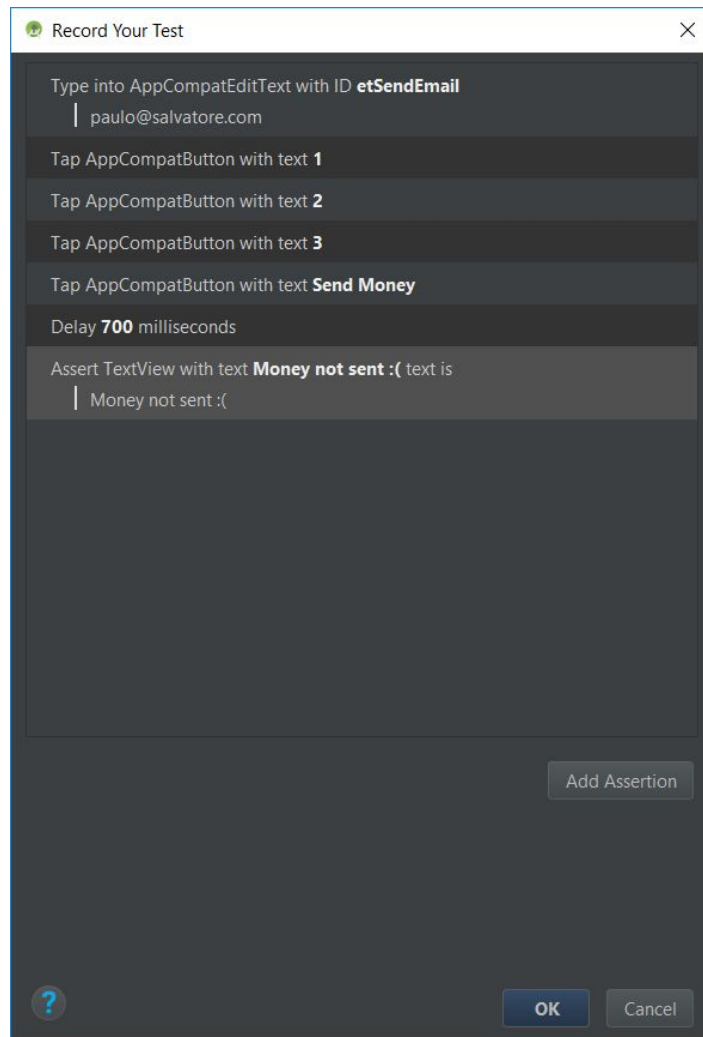 Record Your Test
Type into AppCompatEditText with ID etSendEmail
paulo@salvatore.com
Tap AppCompatButton with text 1
Tap AppCompatButton with text 2
Tap AppCompatButton with text 3
Tap AppCompatButton with text Send Money
Delay 700 milliseconds
Assert TextView with text Money not sent :( text is
Money not sent :(
Add Assertion
?
OK
Cancel